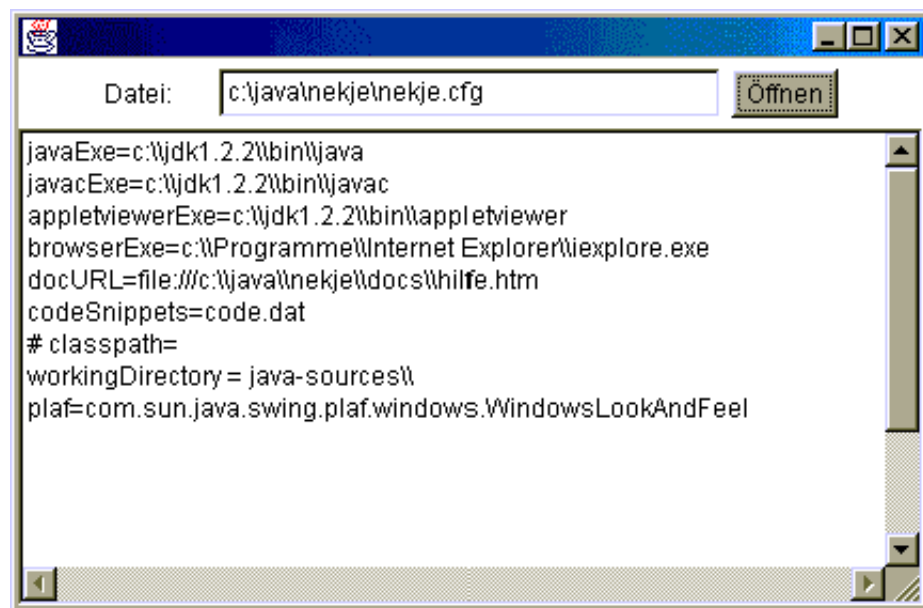 Datei: c:\java\nekje\nekje.cfg Öffnen
javaExe=c:\\jdk1.2.2\\bin\\java
javacExe=c:\\jdk1.2.2\\bin\\javac
appletviewerExe=c:\\jdk1.2.2\\bin\\appletviewer
browserExe=c:\\Programme\\Internet Explorer\\iexplore.exe
docURL=file:///c:\\java\\nekje\\docs\\hilfe.htm
codeSnippets=code.dat
# classpath=
workingDirectory = java-sources\\
plaf=com.sun.java.swing.plaf.windows.WindowsLookAndFeel